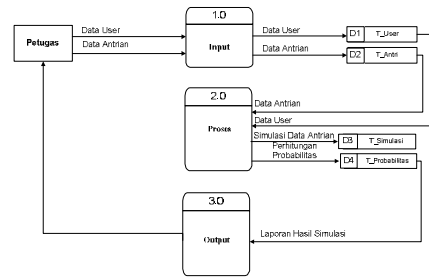 1.0
Data User
Data User
D1 T_User
Petugas
Data Antrian
Input
Data Antrian
D2 T_Antri
2.0
Data Antrian
Data User
Proses
Simulasi Data Antrian
D3 T_Simulasi
Perhitungan
Probabilitas
D4 T_Probabilitas
3.0
Laporan Hasil Simulasi
Output